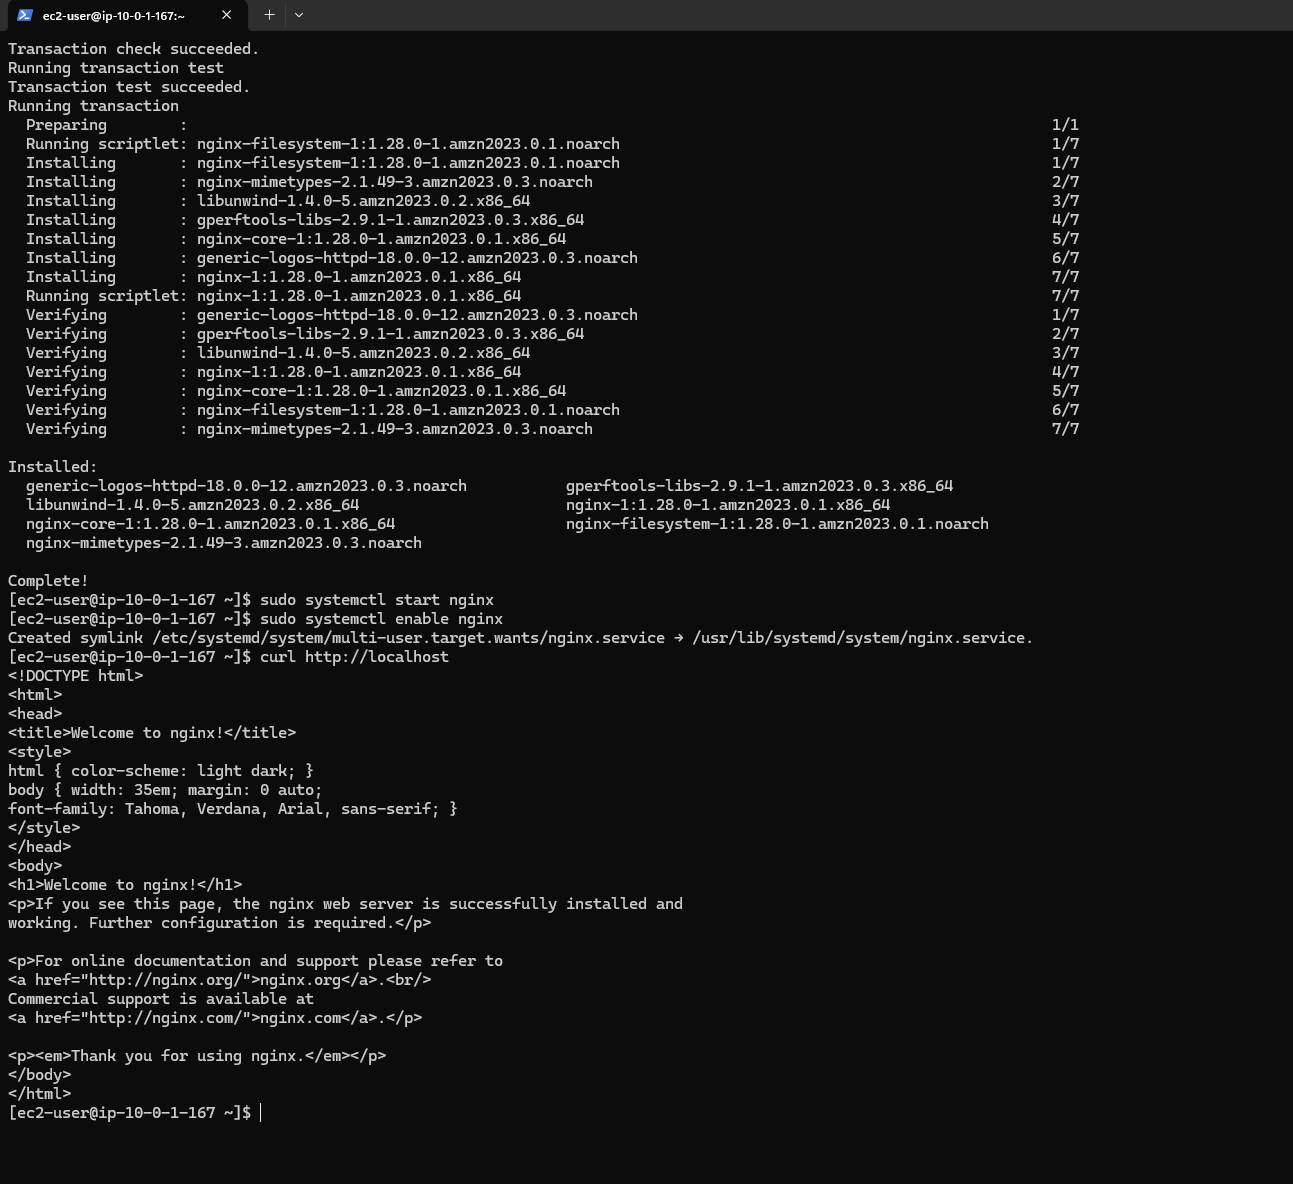 ec2-user@ip-10-0-1-167:~
Transaction check succeeded.
Running transaction test
Transaction test succeeded.
Running transaction
  Preparing        :                                                                                                1/1
  Running scriptlet: nginx-filesystem-1:1.28.0-1.amzn2023.0.1.noarch                                                1/7
  Installing       : nginx-filesystem-1:1.28.0-1.amzn2023.0.1.noarch                                                1/7
  Installing       : nginx-mimetypes-2.1.49-3.amzn2023.0.3.noarch                                                   2/7
  Installing       : libunwind-1.4.0-5.amzn2023.0.2.x86_64                                                          3/7
  Installing       : gperftools-libs-2.9.1-1.amzn2023.0.3.x86_64                                                    4/7
  Installing       : nginx-core-1:1.28.0-1.amzn2023.0.1.x86_64                                                      5/7
  Installing       : generic-logos-httpd-18.0.0-12.amzn2023.0.3.noarch                                              6/7
  Installing       : nginx-1:1.28.0-1.amzn2023.0.1.x86_64                                                           7/7
  Running scriptlet: nginx-1:1.28.0-1.amzn2023.0.1.x86_64                                                           7/7
  Verifying        : generic-logos-httpd-18.0.0-12.amzn2023.0.3.noarch                                              1/7
  Verifying        : gperftools-libs-2.9.1-1.amzn2023.0.3.x86_64                                                    2/7
  Verifying        : libunwind-1.4.0-5.amzn2023.0.2.x86_64                                                          3/7
  Verifying        : nginx-1:1.28.0-1.amzn2023.0.1.x86_64                                                           4/7
  Verifying        : nginx-core-1:1.28.0-1.amzn2023.0.1.x86_64                                                      5/7
  Verifying        : nginx-filesystem-1:1.28.0-1.amzn2023.0.1.noarch                                                6/7
  Verifying        : nginx-mimetypes-2.1.49-3.amzn2023.0.3.noarch                                                   7/7

Installed:
  generic-logos-httpd-18.0.0-12.amzn2023.0.3.noarch           gperftools-libs-2.9.1-1.amzn2023.0.3.x86_64
  libunwind-1.4.0-5.amzn2023.0.2.x86_64                       nginx-1:1.28.0-1.amzn2023.0.1.x86_64
  nginx-core-1:1.28.0-1.amzn2023.0.1.x86_64                   nginx-filesystem-1:1.28.0-1.amzn2023.0.1.noarch
  nginx-mimetypes-2.1.49-3.amzn2023.0.3.noarch

Complete!
[ec2-user@ip-10-0-1-167 ~]$ sudo systemctl start nginx
[ec2-user@ip-10-0-1-167 ~]$ sudo systemctl enable nginx
Created symlink /etc/systemd/system/multi-user.target.wants/nginx.service → /usr/lib/systemd/system/nginx.service.
[ec2-user@ip-10-0-1-167 ~]$ curl http://localhost
<!DOCTYPE html>
<html>
<head>
<title>Welcome to nginx!</title>
<style>
html { color-scheme: light dark; }
body { width: 35em; margin: 0 auto;
font-family: Tahoma, Verdana, Arial, sans-serif; }
</style>
</head>
<body>
<h1>Welcome to nginx!</h1>
<p>If you see this page, the nginx web server is successfully installed and
working. Further configuration is required.</p>

<p>For online documentation and support please refer to
<a href="http://nginx.org/">nginx.org</a>.<br/>
Commercial support is available at
<a href="http://nginx.com/">nginx.com</a>.</p>

<p><em>Thank you for using nginx.</em></p>
</body>
</html>
[ec2-user@ip-10-0-1-167 ~]$